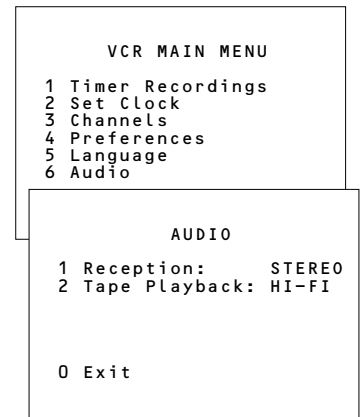 VCR MAIN MENU
1 Timer Recordings
2 Set Clock
3 Channels
4 Preferences
5 Language
6 Audio
AUDIO
1 Reception: STEREO
2 Tape Playback: HI-FI
0 Exit